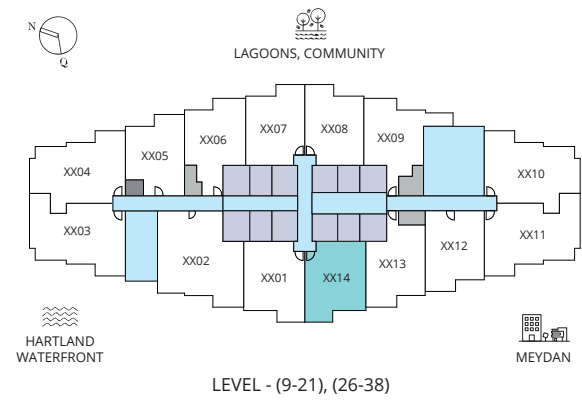 N
Q
LAGOONS, COMMUNITY
XX07
XX08
XX06
XX09
XX05
XX04
XX10
XX03
XX11
XX02
XX12
XX01
XX14
XX13
HARTLAND
WATERFRONT
MEYDAN
LEVEL - (9-21), (26-38)